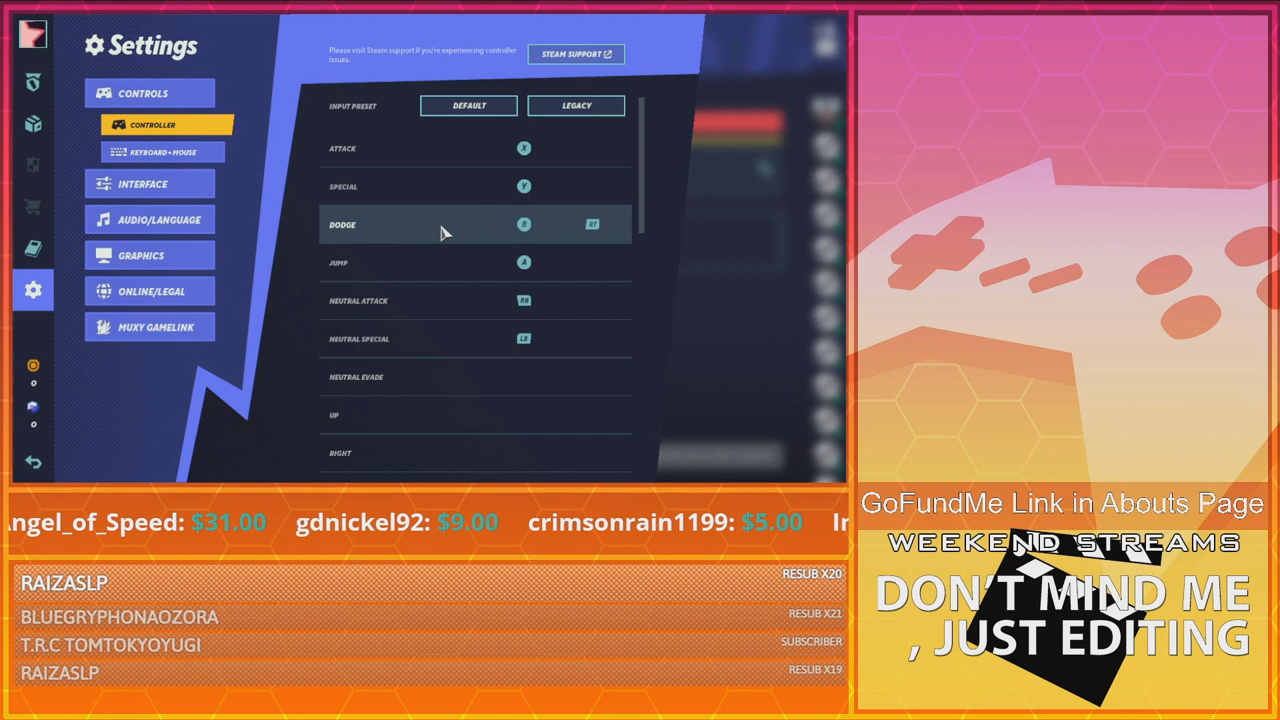 Settings
CONTROLS
CONTROLLER
KEYBOARD+MOUSE
INTERFACE
AUDIO/LANGUAGE
GRAPHICS
ONLINE/LEGAL
MUXY GAMELINK
0
0
Please visit Steam support if you're experiencing controller
issues.
STEAM SUPPORT
INPUT PRESET DEFAULT LEGACY
ATTACK X
SPECIAL Y
DODGE B RT
JUMP A
NEUTRAL ATTACK RB
NEUTRAL SPECIAL LB
NEUTRAL EVADE
UP
RIGHT
Angel_of_Speed: $31.00 gdnickel92: $9.00 crimsonrain1199: $5.00
RAIZASLP RESUB X20
BLUEGRYPHONAOZORA RESUB X21
T.R.C TOMTOKYOYUGI SUBSCRIBER
RAIZASLP RESUB X19
GoFundMe Link in Abouts Page
WEEKEND STREAMS
DON'T MIND ME
, JUST EDITING